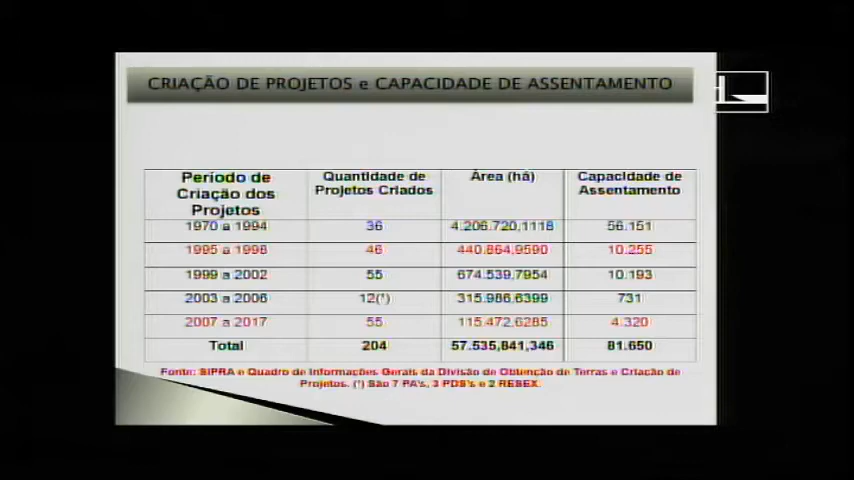 CRIAÇÃO DE PROJETOS e CAPACIDADE DE ASSENTAMENTO
Período de Criação dos Projetos Quantidade de Projetos Criados Área (há) Capacidade de Assentamento
1970 a 1994 36 4.206.720,1118 56.151
1995 a 1998 46 440.864,9590 10.255
1999 a 2002 55 674.539,7954 10.193
2003 a 2006 12(*) 315.986,6399 731
2007 a 2017 55 115.472,6285 4.320
Total 204 57.535,841,346 81.650
Fonte: SIPRA e Quadro de Informações Gerais da Divisão de Obtenção de Terras e Criação de
Projetos. (*) São 7 PA's, 3 PDS's e 2 RESEX.